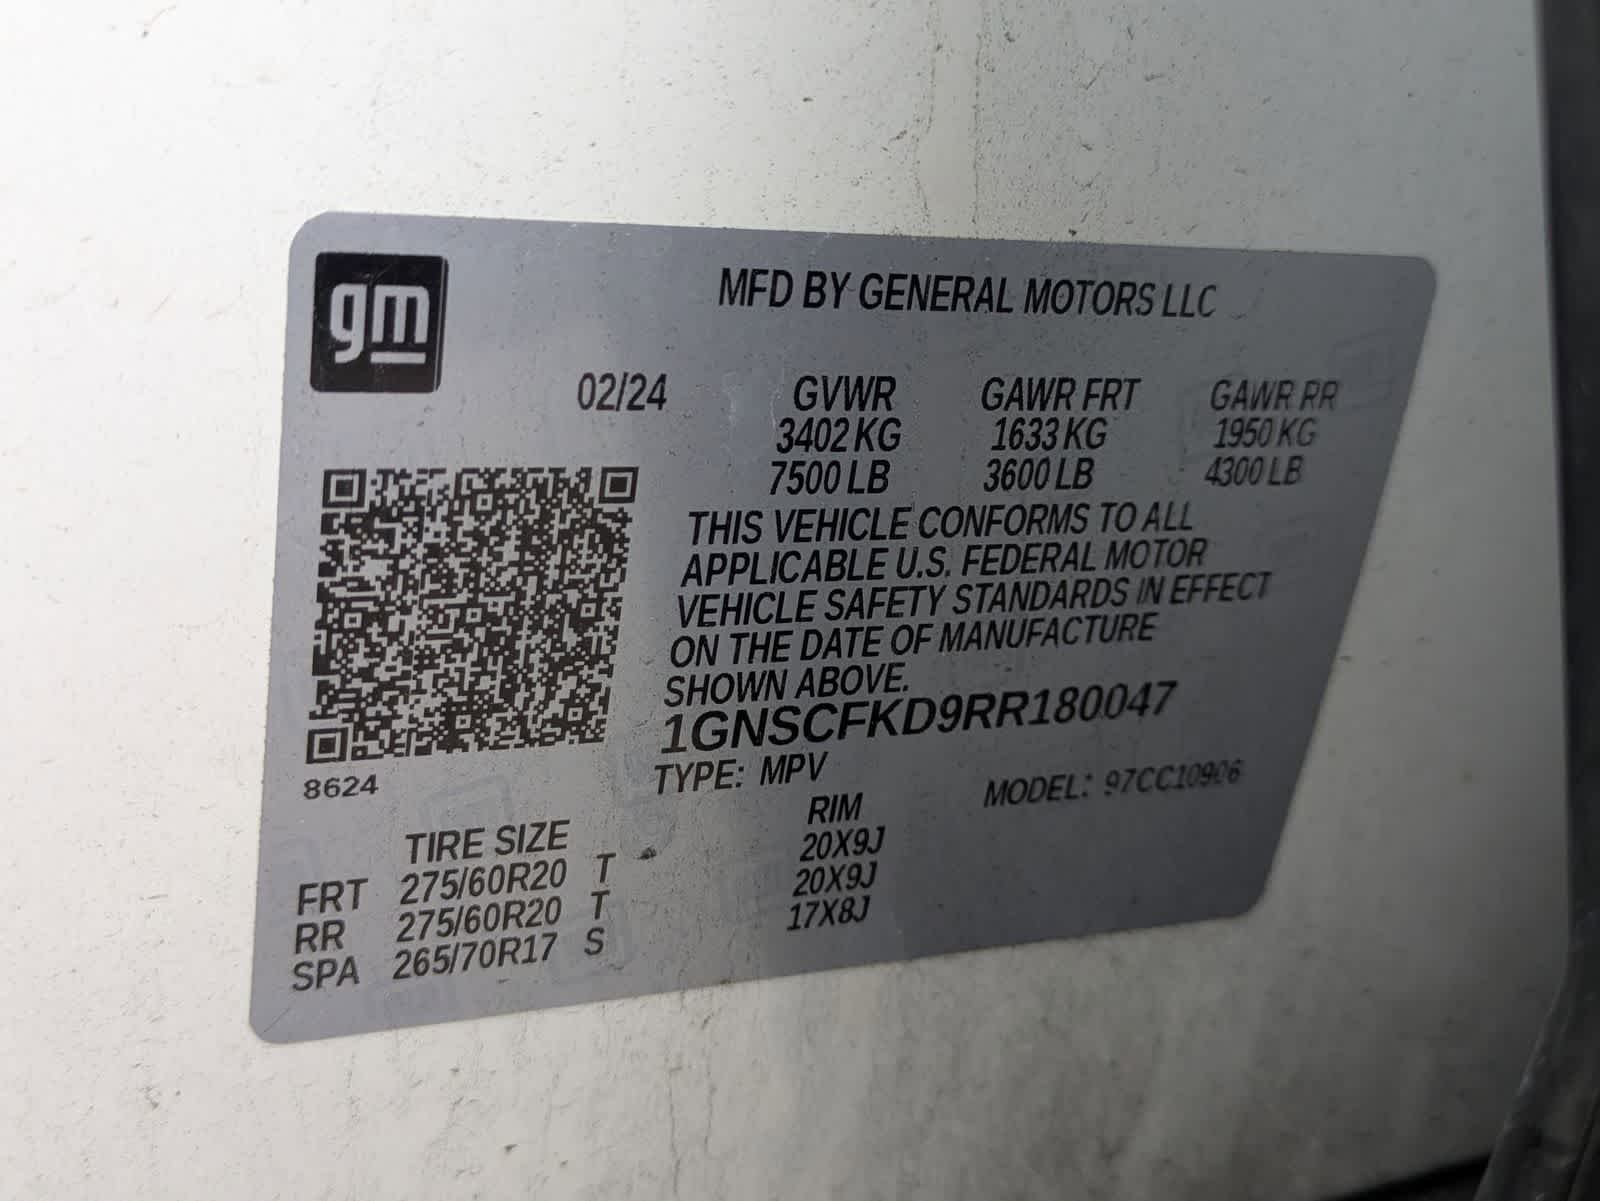 gm
MFD BY GENERAL MOTORS LLC
02/24 GVWR GAWR FRT GAWR RR
3402 KG 1633 KG 1950 KG
7500 LB 3600 LB 4300 LB
THIS VEHICLE CONFORMS TO ALL
APPLICABLE U.S. FEDERAL MOTOR
VEHICLE SAFETY STANDARDS IN EFFECT
ON THE DATE OF MANUFACTURE
SHOWN ABOVE.
1GNSCFKD9RR180047
8624
TYPE: MPV MODEL: 97CC10906
TIRE SIZE RIM
FRT 275/60R20 T 20X9J
RR 275/60R20 T 20X9J
SPA 265/70R17 S 17X8J